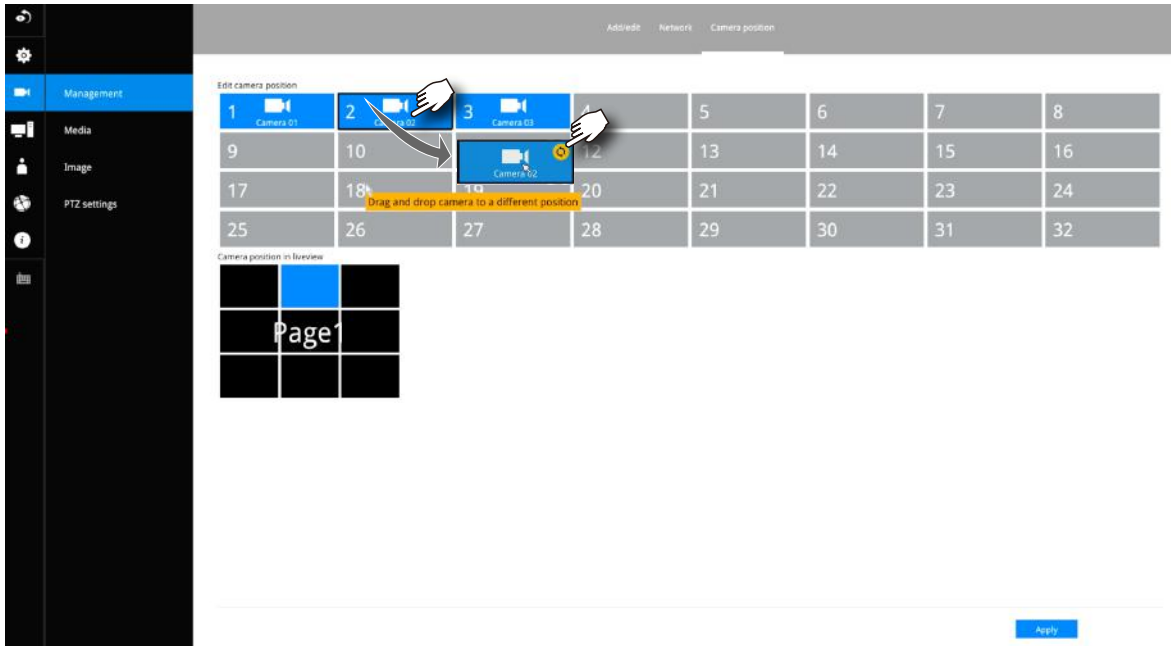 Add/edit Network Camera position
Management
Media
Image
PTZ settings
Edit camera position
1 Camera 01 2 Camera 02 3 Camera 03 4 5 6 7 8
9 10 Camera 02 12 13 14 15 16
17 18 19 20 21 22 23 24
Drag and drop camera to a different position
25 26 27 28 29 30 31 32
Camera position in liveview
Page1
Apply